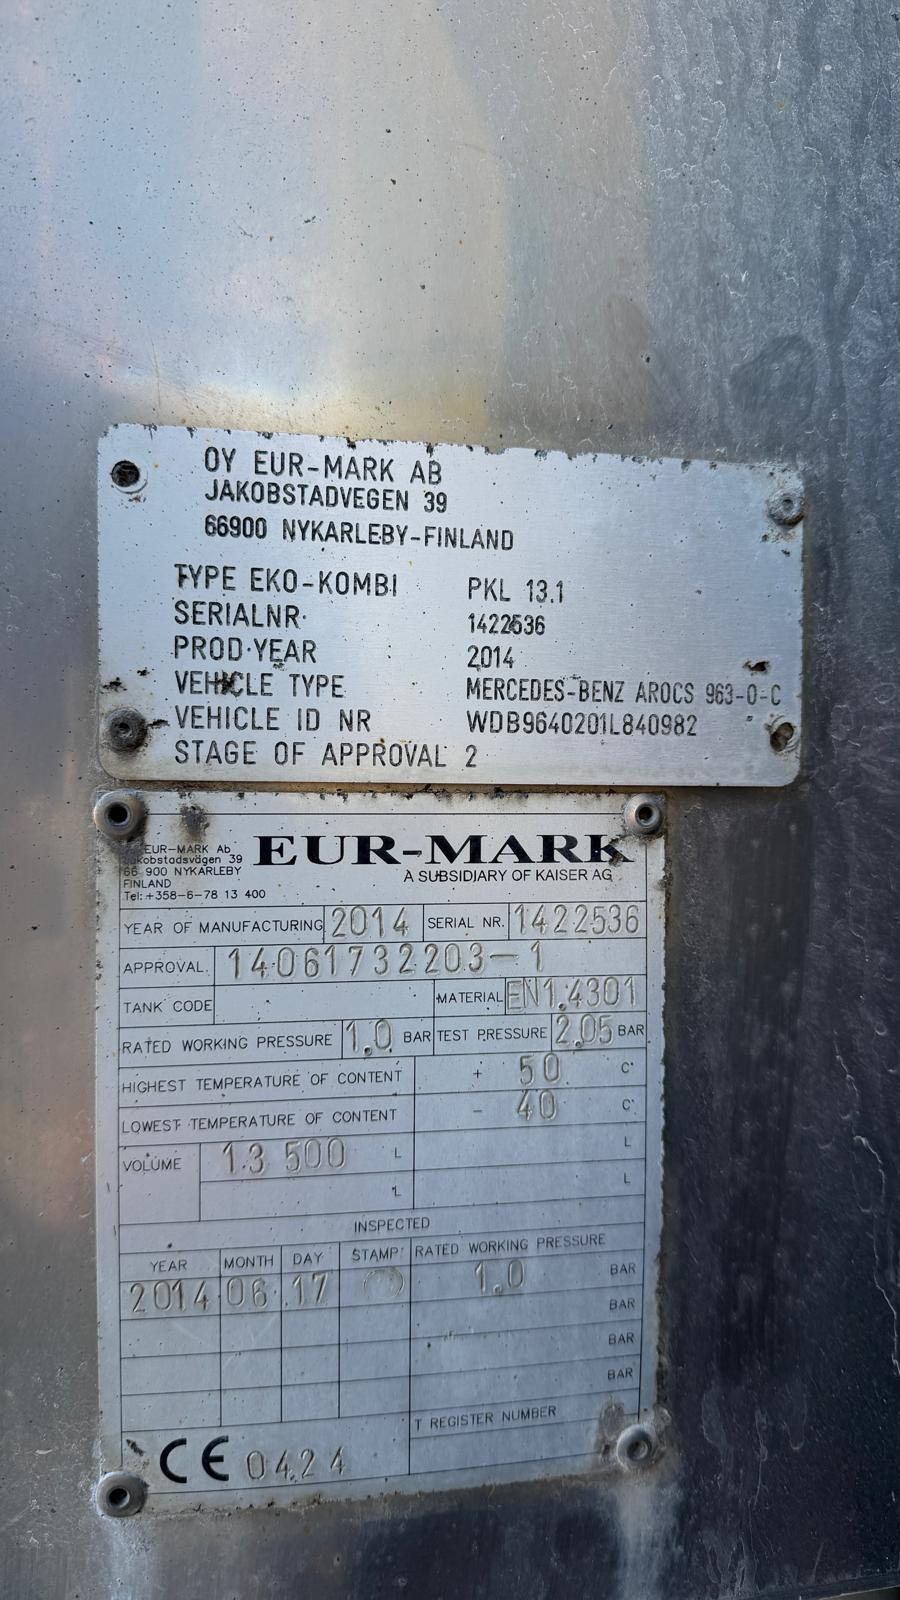 OY EUR-MARK AB
JAKOBSTADVEGEN 39
66900 NYKARLEBY-FINLAND
TYPE EKO-KOMBI PKL 13.1
SERIALNR. 1422536
PROD.YEAR 2014
VEHICLE TYPE MERCEDES-BENZ AROCS 963-0-C
VEHICLE ID NR WDB9640201L840982
STAGE OF APPROVAL 2
EUR-MARK Ab
Jakobstadsvägen 39
66 900 NYKARLEBY
FINLAND
Tel: +358-6-78 13 400
EUR-MARK
A SUBSIDIARY OF KAISER AG
YEAR OF MANUFACTURING 2014 SERIAL NR. 1422536
APPROVAL. 14061732203-1
TANK CODE MATERIAL EN1.4301
RATED WORKING PRESSURE 1.0 BAR TEST PRESSURE 2.05 BAR
HIGHEST TEMPERATURE OF CONTENT + 50 C°
LOWEST TEMPERATURE OF CONTENT - 40 C°
VOLUME 13 500 L L
L L
INSPECTED
YEAR MONTH DAY STAMP RATED WORKING PRESSURE
2014 06 17 1.0 BAR
BAR
BAR
BAR
T REGISTER NUMBER
CE 0424